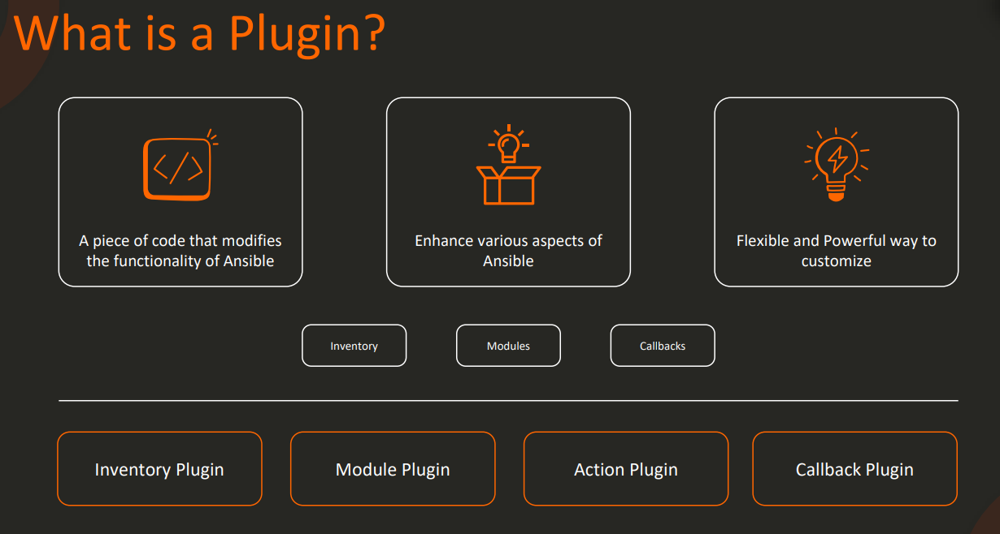 What is a Plugin?
A piece of code that modifies
the functionality of Ansible
Enhance various aspects of
Ansible
Flexible and Powerful way to
customize
Inventory
Modules
Callbacks
Inventory Plugin
Module Plugin
Action Plugin
Callback Plugin